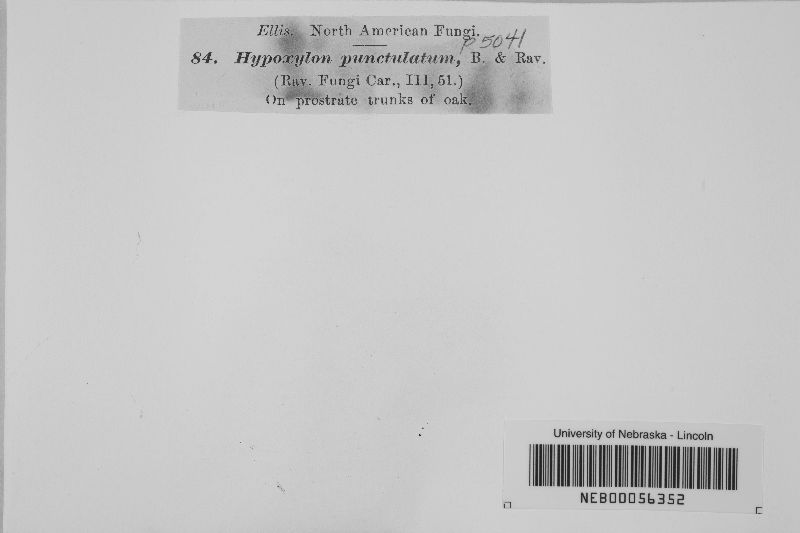 Ellis. North American Fungi.
p 5041
84. Hypoxylon punctulatum, B. & Rav.
(Rav. Fungi Car., III, 51.)
On prostrate trunks of oak.
University of Nebraska - Lincoln
NEB00056352